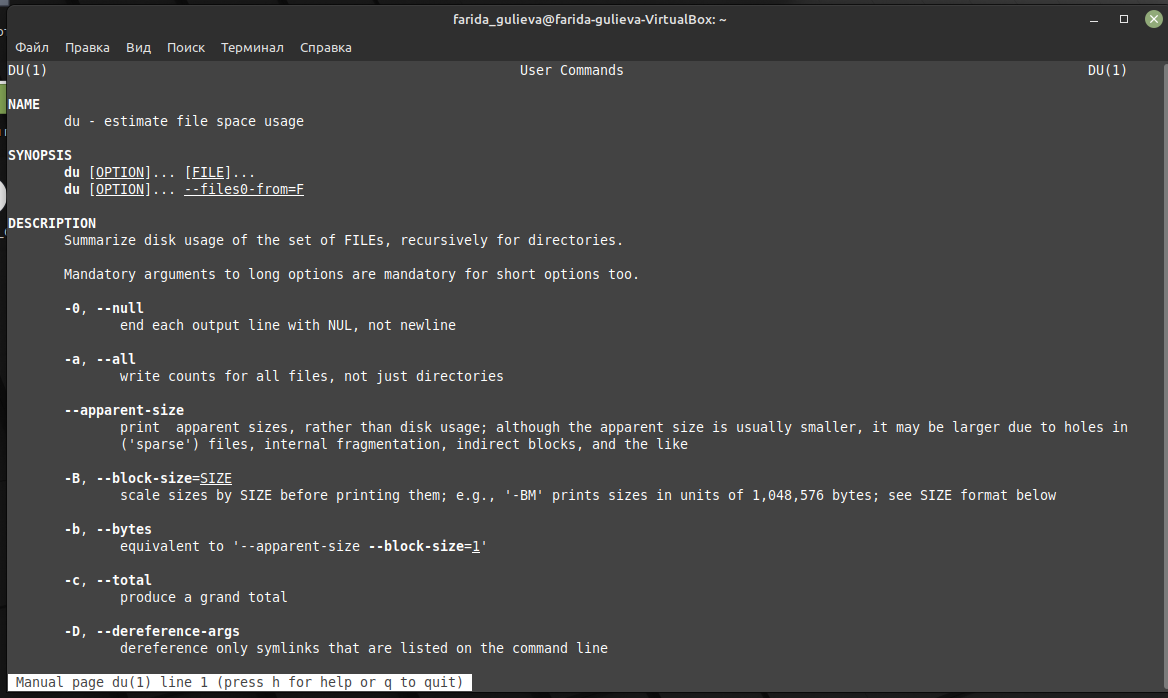 farida_gulieva@farida-gulieva-VirtualBox: ~
Файл Правка Вид Поиск Терминал Справка
DU(1) User Commands DU(1)
NAME
du - estimate file space usage
SYNOPSIS
du [OPTION]... [FILE]...
du [OPTION]... --files0-from=F
DESCRIPTION
Summarize disk usage of the set of FILEs, recursively for directories.
Mandatory arguments to long options are mandatory for short options too.
-0, --null
end each output line with NUL, not newline
-a, --all
write counts for all files, not just directories
--apparent-size
print  apparent sizes, rather than disk usage; although the apparent size is usually smaller, it may be larger due to holes in
('sparse') files, internal fragmentation, indirect blocks, and the like
-B, --block-size=SIZE
scale sizes by SIZE before printing them; e.g., '-BM' prints sizes in units of 1,048,576 bytes; see SIZE format below
-b, --bytes
equivalent to '--apparent-size --block-size=1'
-c, --total
produce a grand total
-D, --dereference-args
dereference only symlinks that are listed on the command line
Manual page du(1) line 1 (press h for help or q to quit)